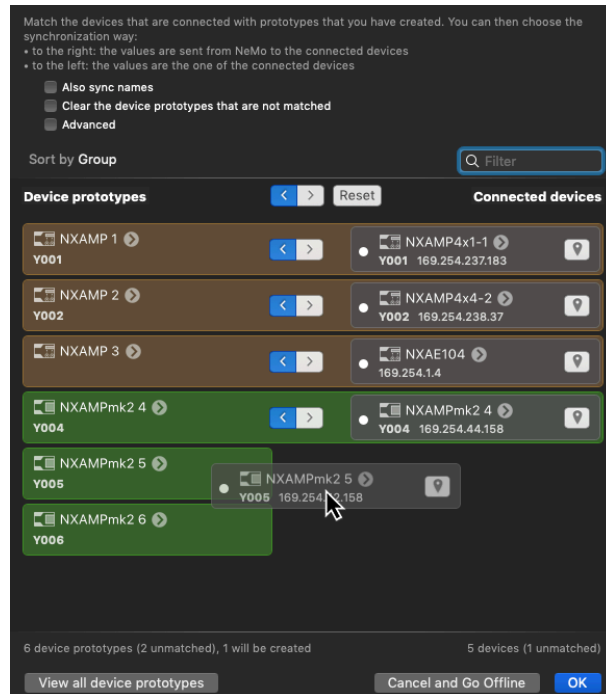 Match the devices that are connected with prototypes that you have created. You can then choose the
synchronization way:
• to the right: the values are sent from NeMo to the connected devices
• to the left: the values are the one of the connected devices
Also sync names
Clear the device prototypes that are not matched
Advanced
Sort by Group
Filter
Device prototypes
< >
Reset
Connected devices
NXAMP 1
Y001
< >
NXAMP4x1-1
Y001 169.254.237.183
NXAMP 2
Y002
< >
NXAMP4x4-2
Y002 169.254.238.37
NXAMP 3
< >
NXAE104
169.254.1.4
NXAMPmk2 4
Y004
< >
NXAMPmk2 4
Y004 169.254.44.158
NXAMPmk2 5
Y005
NXAMPmk2 5
Y005
NXAMPmk2 6
Y006
6 device prototypes (2 unmatched), 1 will be created
5 devices (1 unmatched)
View all device prototypes
Cancel and Go Offline
OK